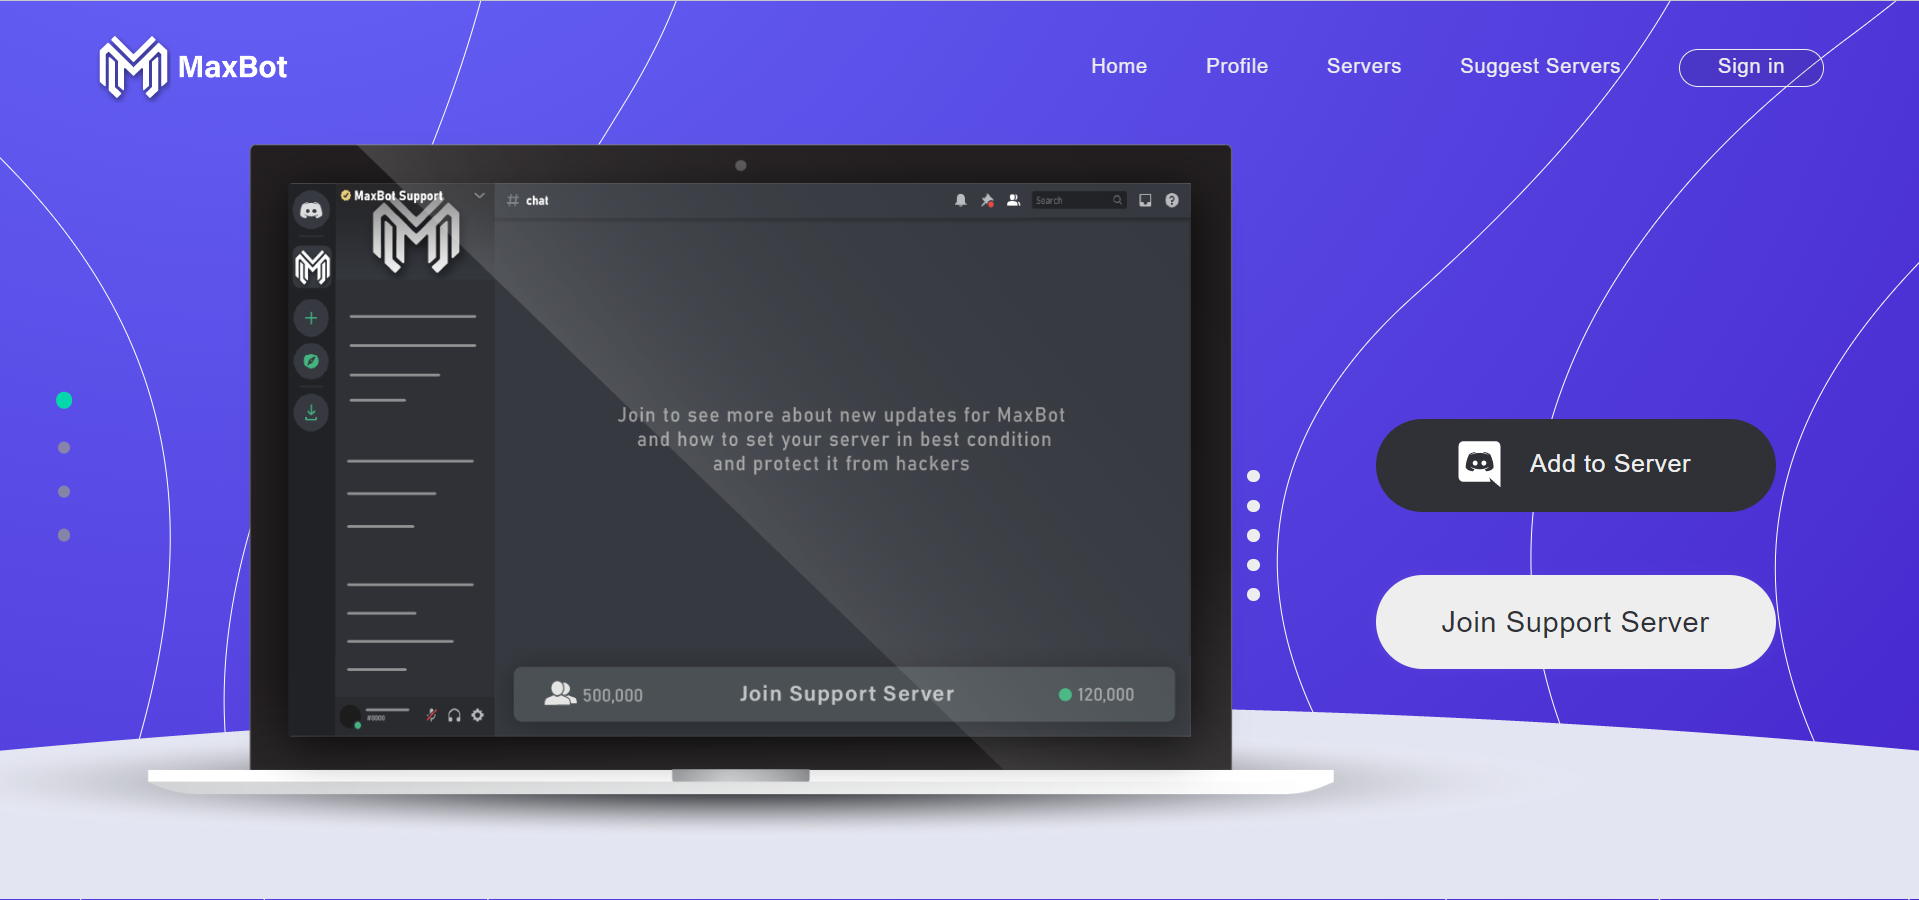 MaxBot
Home
Profile
Servers
Suggest Servers
Sign in
MaxBot Support
# chat
Search
Join to see more about new updates for MaxBot
and how to set your server in best condition
and protect it from hackers
Add to Server
Join Support Server
500,000
Join Support Server
120,000
#0000